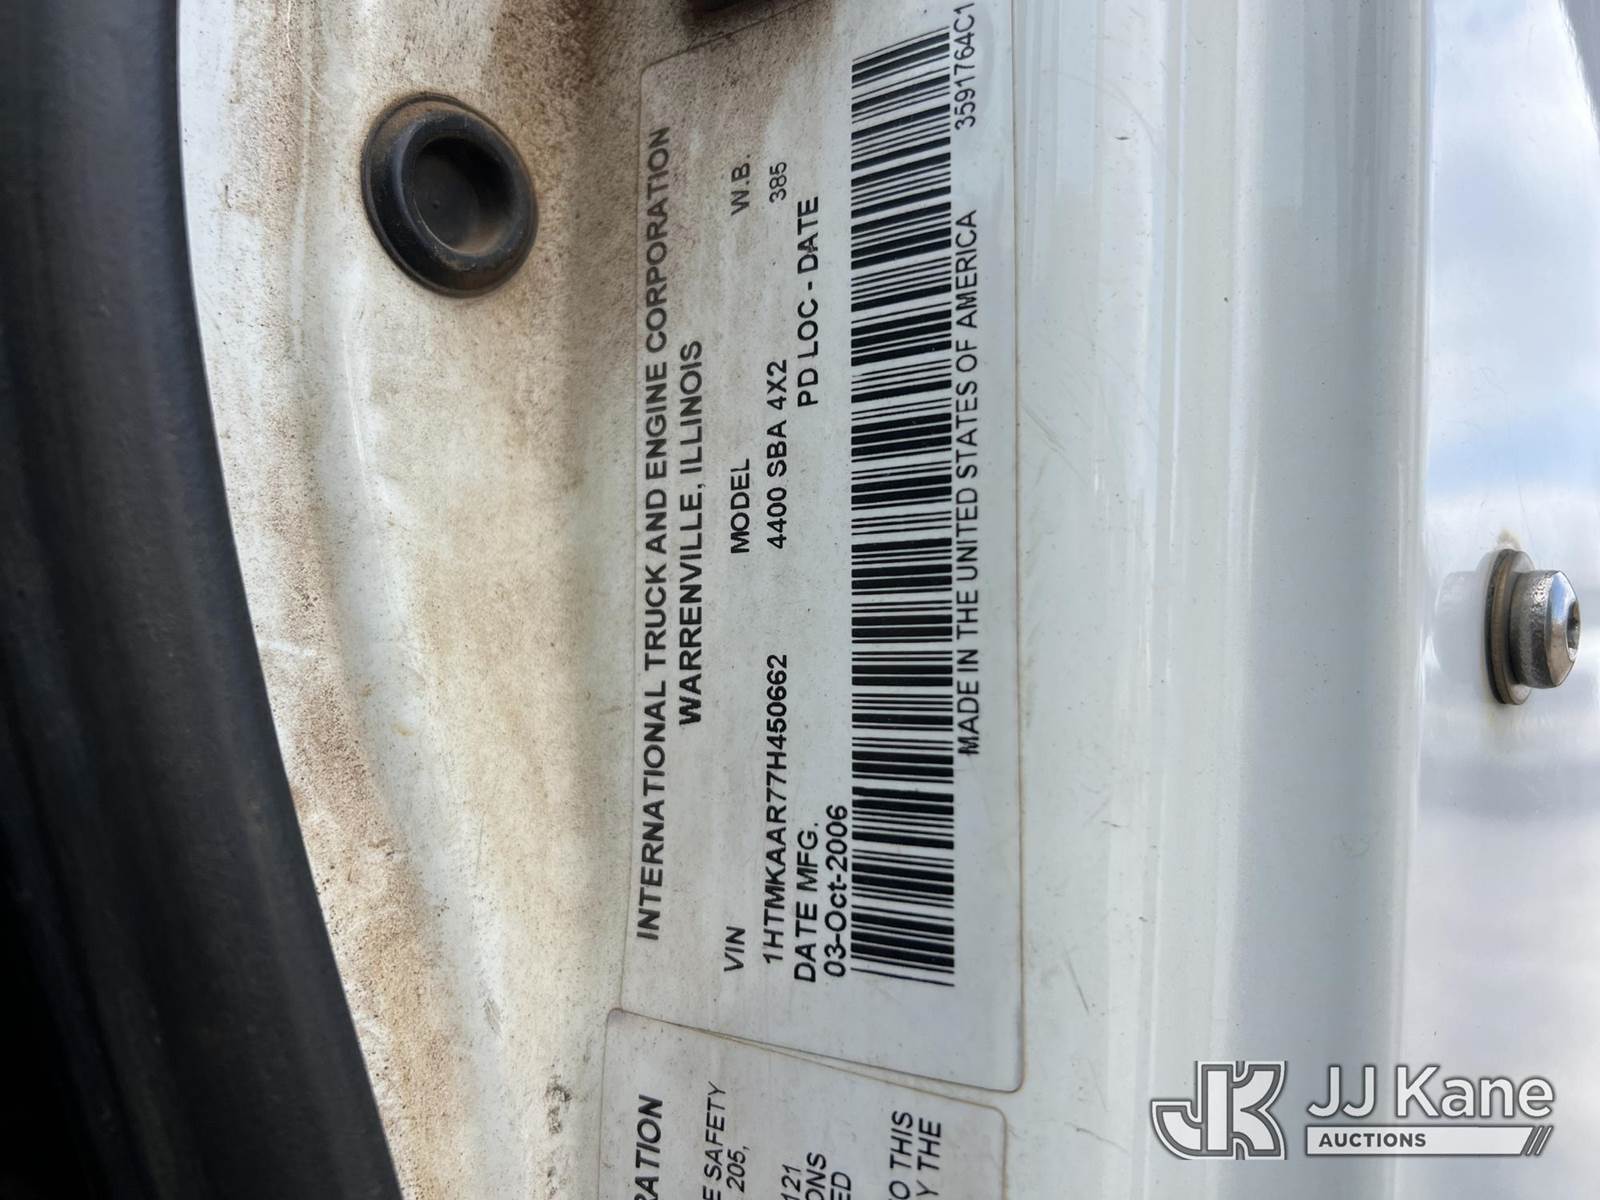 INTERNATIONAL TRUCK AND ENGINE CORPORATION
WARRENVILLE, ILLINOIS
VIN MODEL W.B.
1HTMKAAR77H450662 4400 SBA 4X2 385
DATE MFG. PD LOC - DATE
03-Oct-2006
MADE IN THE UNITED STATES OF AMERICA 3591764C1
RATION
E SAFETY
205,
121
ONS
ED
O THIS
Y THE
JJ Kane
AUCTIONS